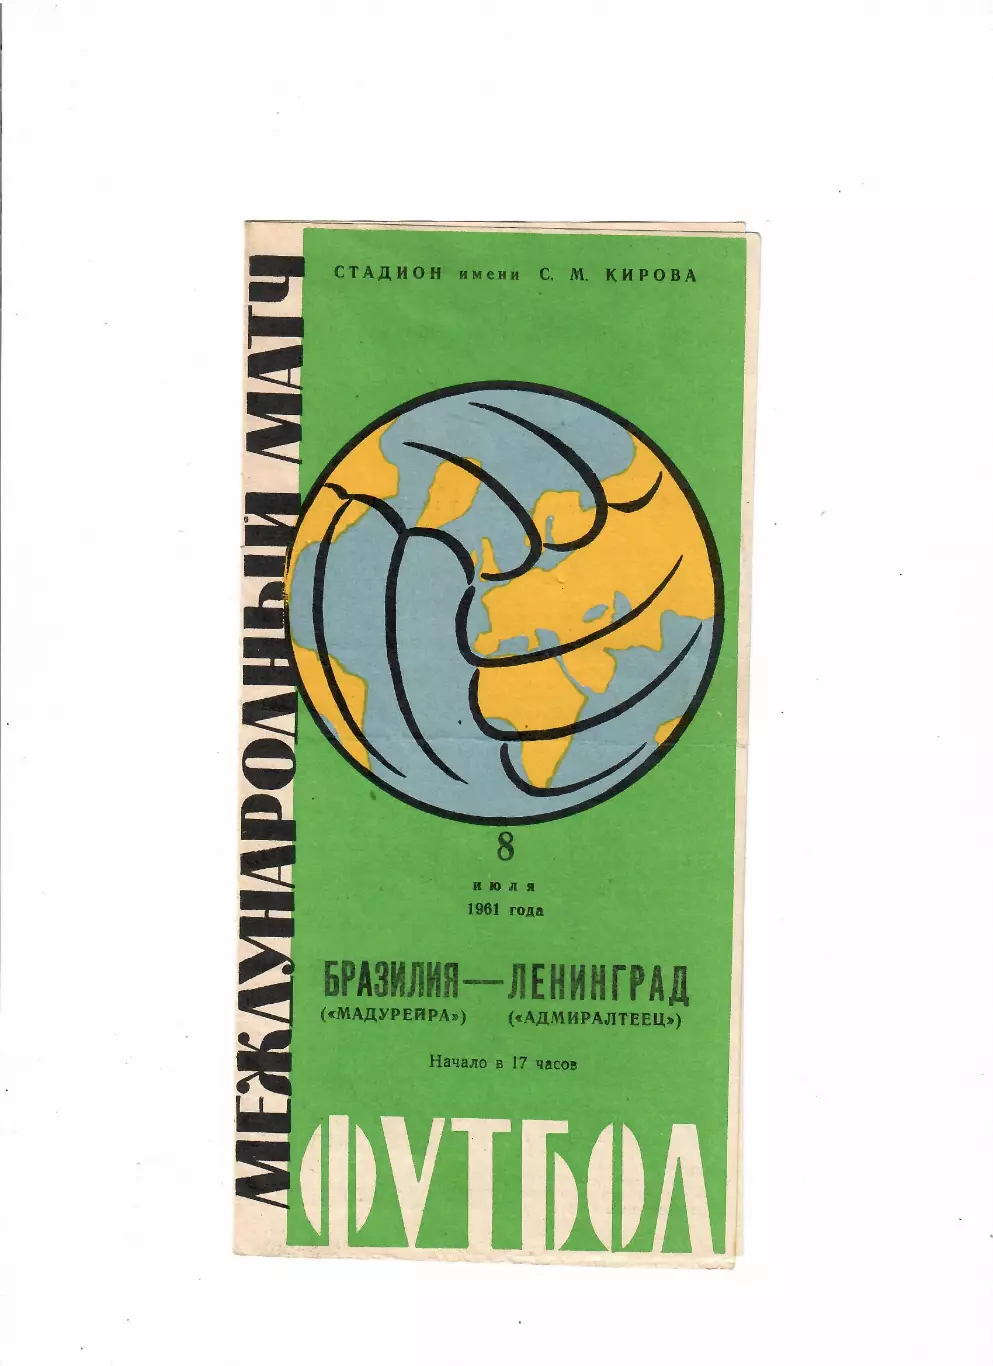 МЕЖДУНАРОДНЫЙ МАТЧ
СТАДИОН имени С. М. КИРОВА
8
июля
1961 года
БРАЗИЛИЯ—ЛЕНИНГРАД
(«МАДУРЕЙРА») («АДМИРАЛТЕЕЦ»)
Начало в 17 часов
ФУТБОЛ